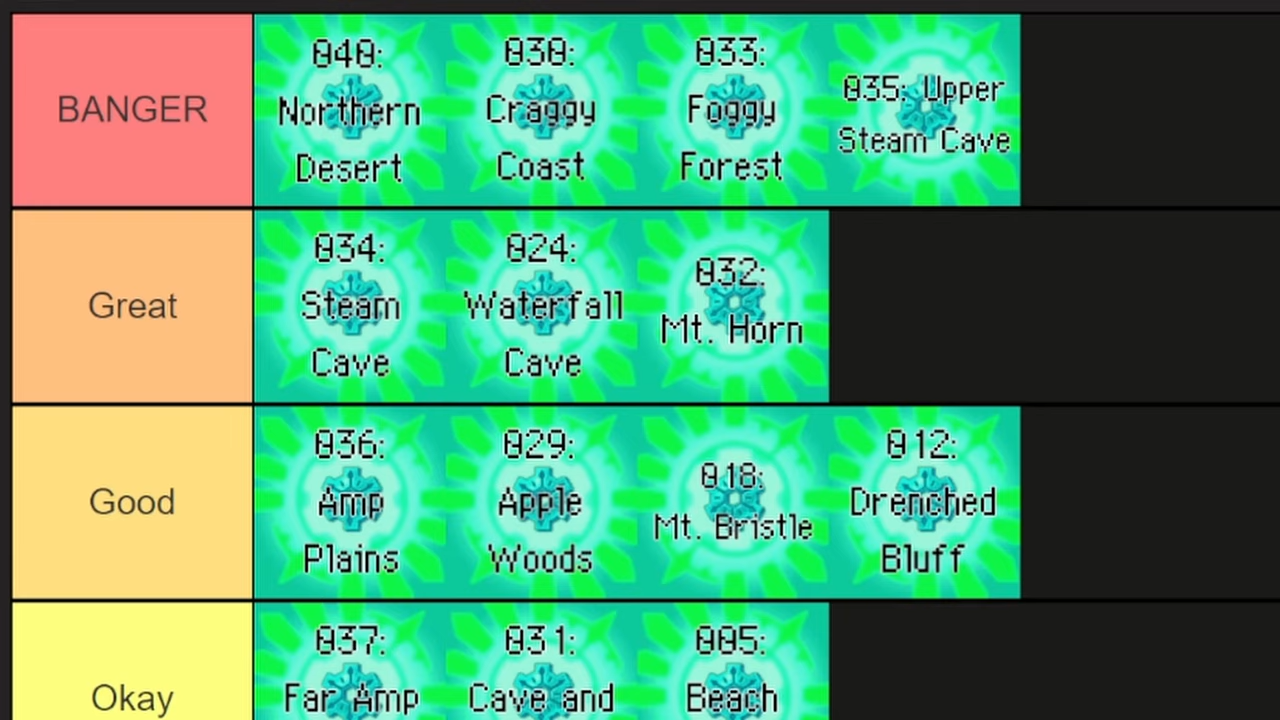 BANGER
040:
Northern
Desert
030:
Craggy
Coast
033:
Foggy
Forest
035: Upper
Steam Cave
Great
034:
Steam
Cave
024:
Waterfall
Cave
032:
Mt. Horn
Good
036:
Amp
Plains
029:
Apple
Woods
018:
Mt. Bristle
012:
Drenched
Bluff
Okay
037:
Far Amp
031:
Cave and
005:
Beach